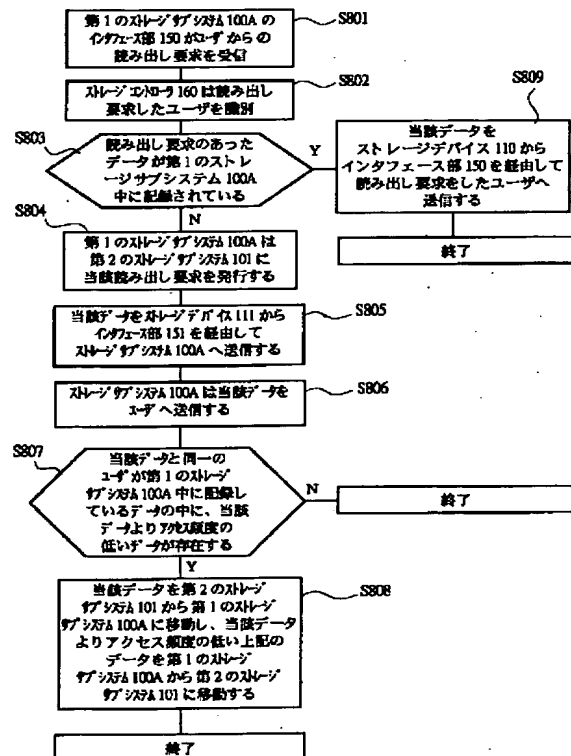 第1のストレージサブシステム100Aの
インタフェース部150がユーザからの
読み出し要求を受信
S801
ストレージコントローラ160は読み出し
要求したユーザを識別
S802
S803
読み出し要求のあった
データが第1のストレ
ージサブシステム100A
中に記録されている
Y
N
S809
当該データを
ストレージデバイス110から
インタフェース部150を経由して
読み出し要求をしたユーザへ
送信する
終了
S804
第1のストレージサブシステム100Aは
第2のストレージサブシステム101に
当該読み出し要求を発行する
当該データをストレージデバイス111から
インタフェース部151を経由して
ストレージサブシステム100Aへ送信する
S805
ストレージサブシステム100Aは当該データを
ユーザへ送信する
S806
S807
当該データと同一の
ユーザが第1のストレージ
サブシステム100A中に記録し
ているデータの中に、当該
データよりアクセス頻度の
低いデータが存在する
N
終了
Y
当該データを第2のストレージ
サブシステム101から第1のストレージ
サブシステム100Aに移動し、当該データ
よりアクセス頻度の低い上記の
データを第1のストレージ
サブシステム100Aから第2のストレージ
サブシステム101に移動する
S808
終了